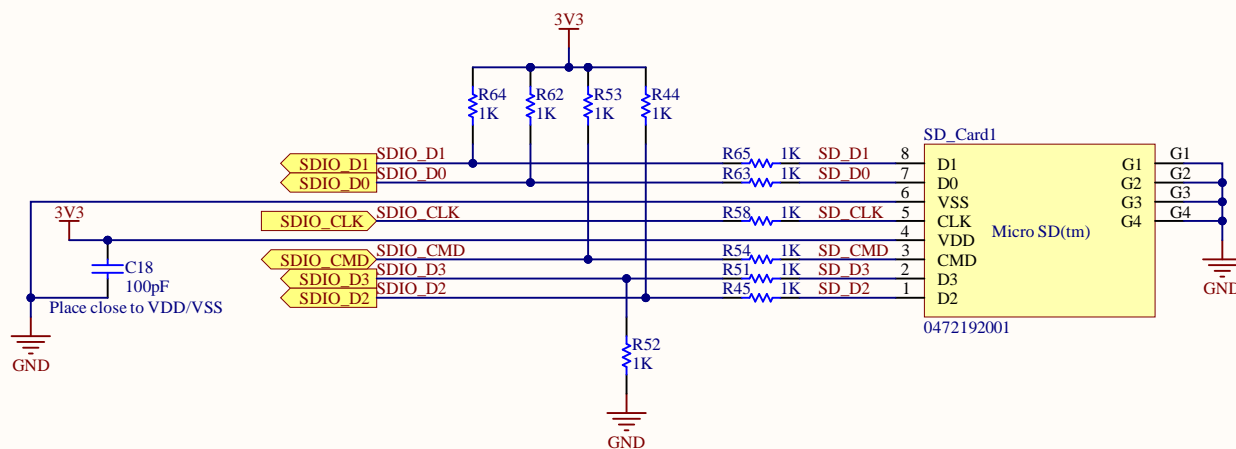 3V3
R64
1K
R62
1K
R53
1K
R44
1K
SD_Card1
SDIO_D1
SDIO_D1
R65
1K
SD_D1
8
D1
G1
G1
SDIO_D0
SDIO_D0
R63
1K
SD_D0
7
D0
G2
G2
6
VSS
G3
G3
3V3
SDIO_CLK
SDIO_CLK
R58
1K
SD_CLK
5
CLK
G4
G4
4
VDD
Micro SD(tm)
SDIO_CMD
SDIO_CMD
R54
1K
SD_CMD
3
CMD
C18
100pF
Place close to VDD/VSS
SDIO_D3
SDIO_D3
R51
1K
SD_D3
2
D3
SDIO_D2
SDIO_D2
R45
1K
SD_D2
1
D2
GND
0472192001
R52
1K
GND
GND